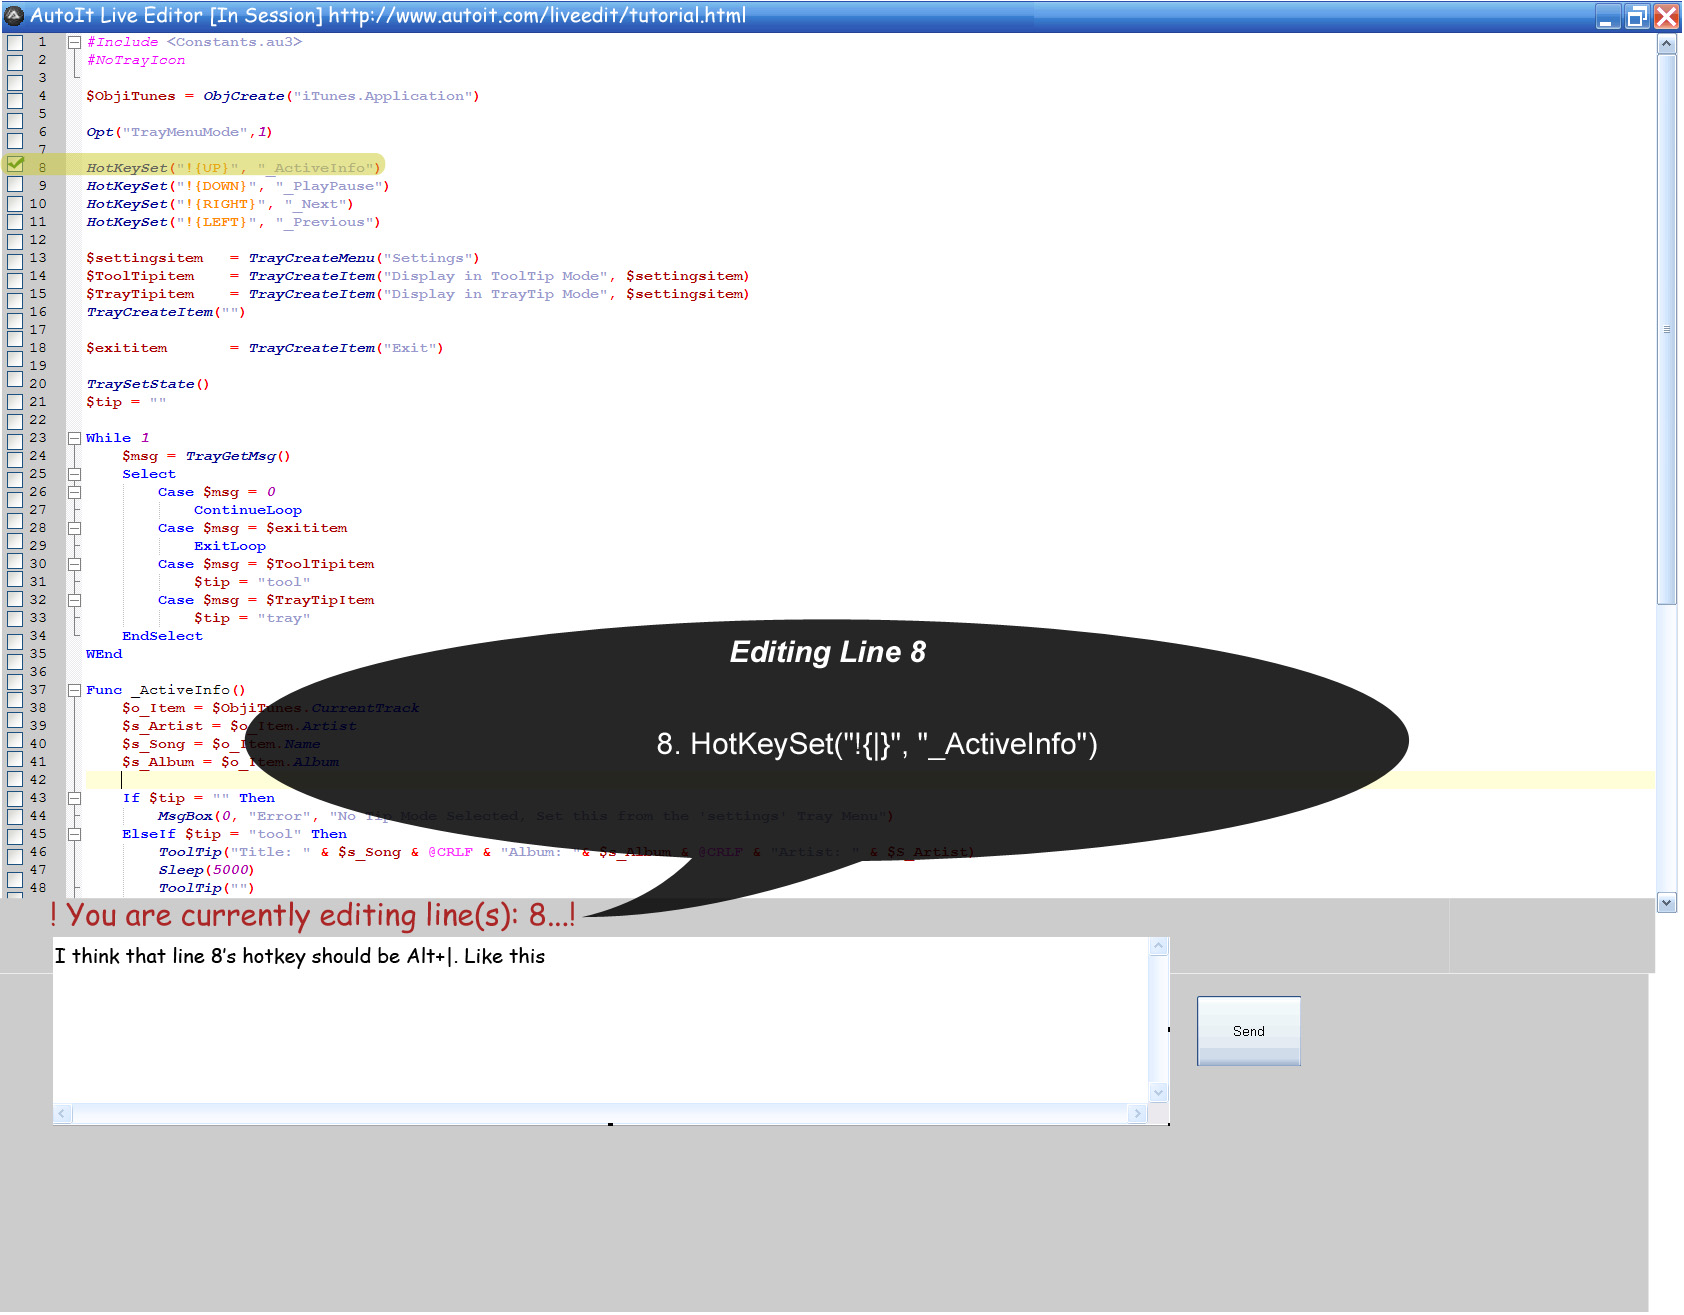 AutoIt Live Editor [In Session] http://www.autoit.com/liveedit/tutorial.html
1 #Include <Constants.au3>
2 #NoTrayIcon
3
4 $ObjiTunes = ObjCreate("iTunes.Application")
5
6 Opt("TrayMenuMode",1)
7
8 HotKeySet("!{UP}", "_ActiveInfo")
9 HotKeySet("!{DOWN}", "_PlayPause")
10 HotKeySet("!{RIGHT}", "_Next")
11 HotKeySet("!{LEFT}", "_Previous")
12
13 $settingsitem = TrayCreateMenu("Settings")
14 $ToolTipitem = TrayCreateItem("Display in ToolTip Mode", $settingsitem)
15 $TrayTipitem = TrayCreateItem("Display in TrayTip Mode", $settingsitem)
16 TrayCreateItem("")
17
18 $exititem = TrayCreateItem("Exit")
19
20 TraySetState()
21 $tip = ""
22
23 While 1
24 $msg = TrayGetMsg()
25 Select
26 Case $msg = 0
27 ContinueLoop
28 Case $msg = $exititem
29 ExitLoop
30 Case $msg = $ToolTipitem
31 $tip = "tool"
32 Case $msg = $TrayTipItem
33 $tip = "tray"
34 EndSelect
35 WEnd
36
37 Func _ActiveInfo()
38 $o_Item = $ObjiTunes.CurrentTrack
39 $s_Artist = $o_Item.Artist
40 $s_Song = $o_Item.Name
41 $s_Album = $o_Item.Album
42
43 If $tip = "" Then
44 MsgBox(0, "Error", "No Tip Mode Selected, Set this from the 'settings' Tray Menu")
45 ElseIf $tip = "tool" Then
46 ToolTip("Title: " & $s_Song & @CRLF & "Album: "& $s_Album & @CRLF & "Artist: " & $S_Artist)
47 Sleep(5000)
48 ToolTip("")
Editing Line 8
8. HotKeySet("!{|}", "_ActiveInfo")
! You are currently editing line(s): 8...!
I think that line 8's hotkey should be Alt+|. Like this
Send